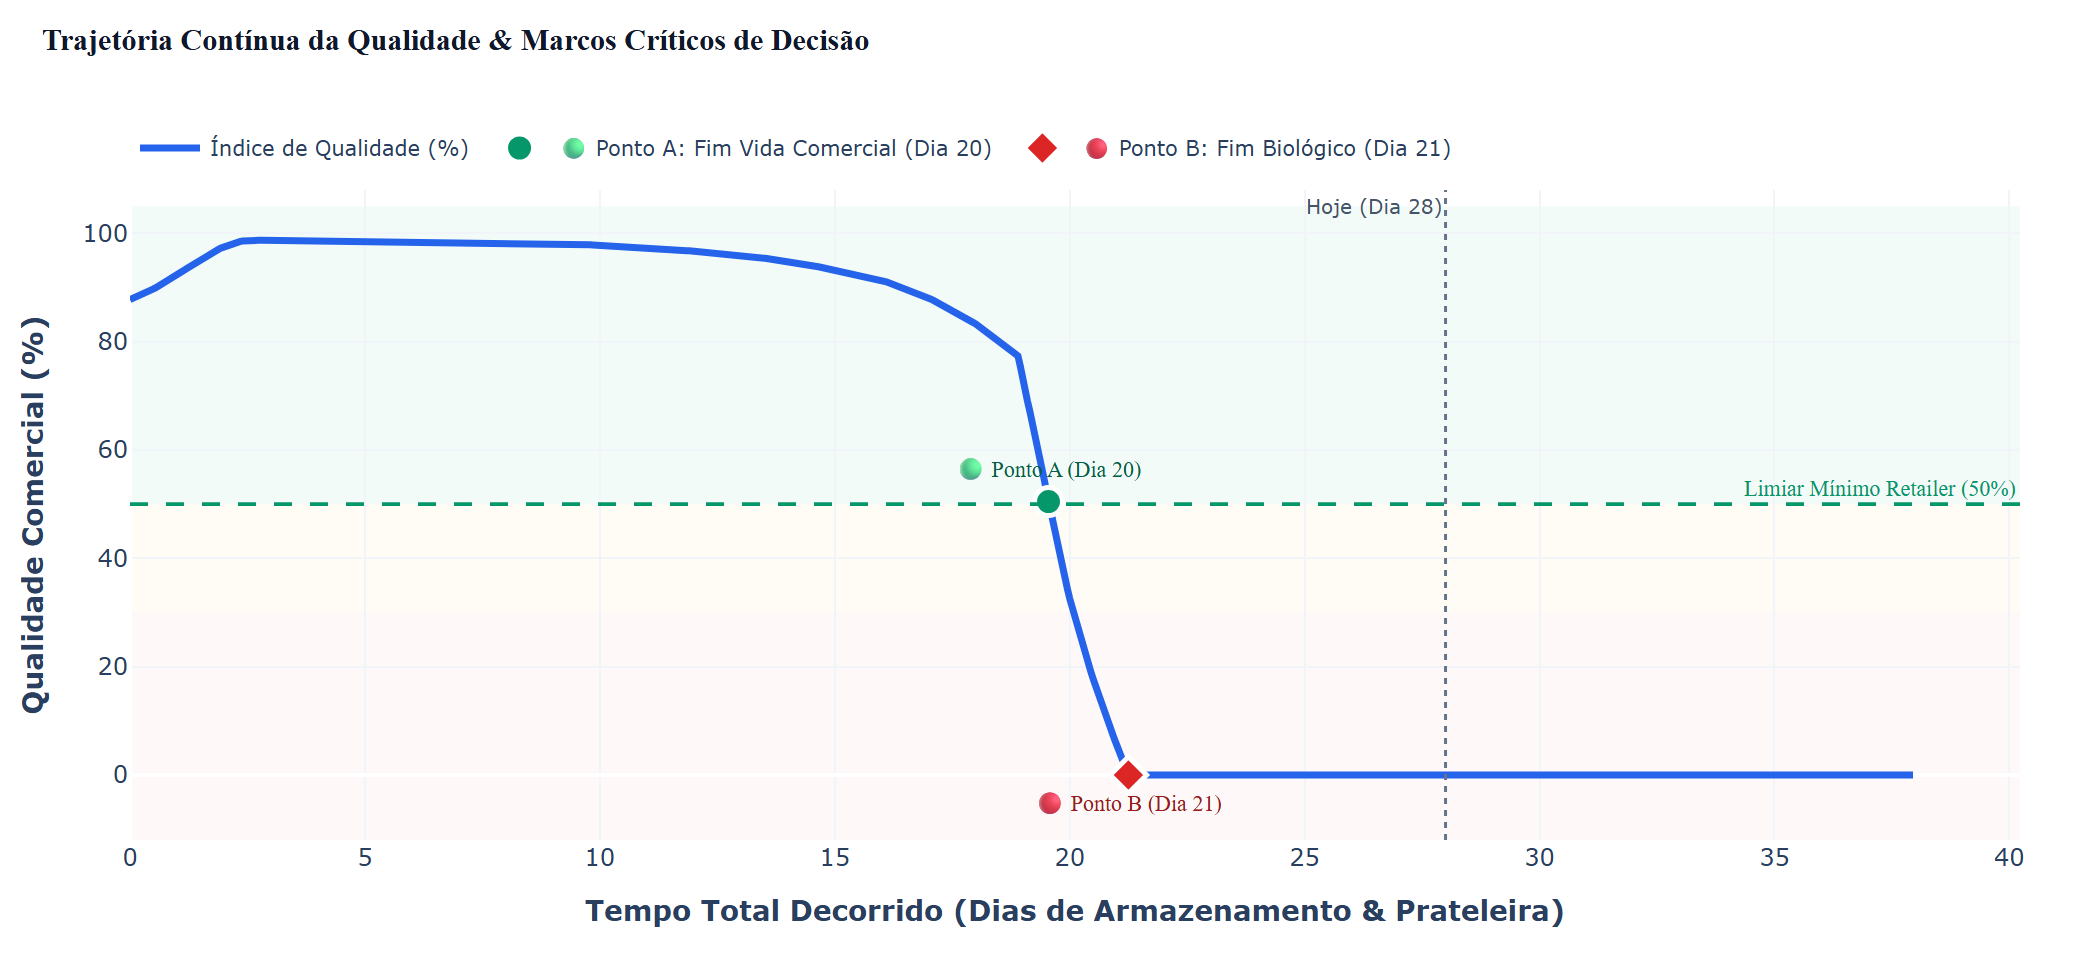 Trajetória Contínua da Qualidade & Marcos Críticos de Decisão
Índice de Qualidade (%)
Ponto A: Fim Vida Comercial (Dia 20)
Ponto B: Fim Biológico (Dia 21)
Hoje (Dia 28)
100
80
60
40
20
0
Qualidade Comercial (%)
Ponto A (Dia 20)
Limiar Mínimo Retailer (50%)
Ponto B (Dia 21)
0 5 10 15 20 25 30 35 40
Tempo Total Decorrido (Dias de Armazenamento & Prateleira)